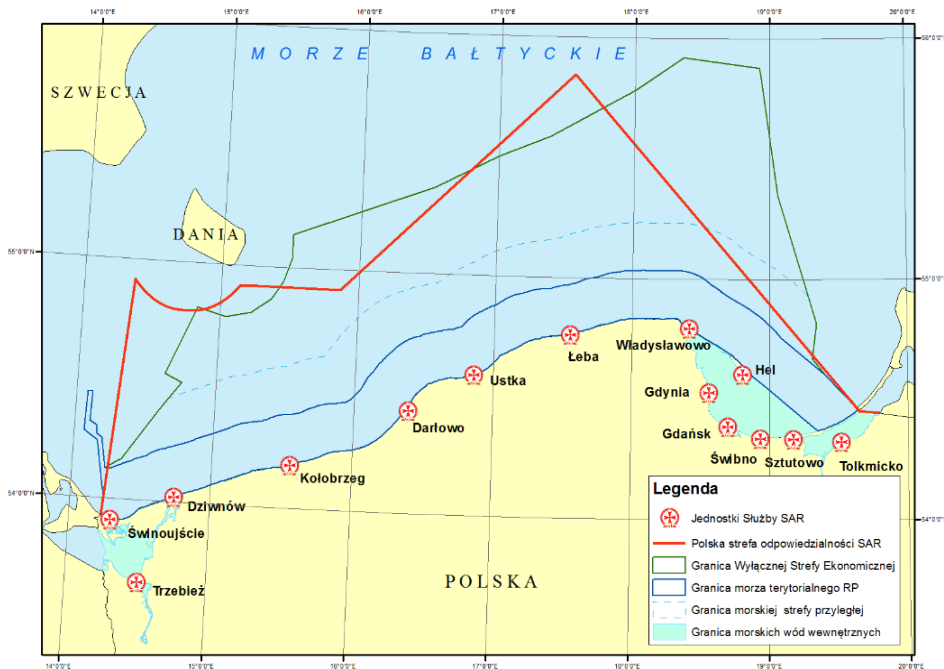 14°0'0"E 15°0'0"E 16°0'0"E 17°0'0"E 18°0'0"E 19°0'0"E 20°0'0"E
56°0'0"N
MORZE BAŁTYCKIE
SZWECJA
DANIA
55°0'0"N
55°0'0"N
Władysławowo
Łeba
Hel
Ustka
Gdynia
Darłowo
Gdańsk
Świbno
Sztutowo
Tolkmicko
Kołobrzeg
54°0'0"N
Dziwnów
54°0'0"N
Świnoujście
Trzebież
POLSKA
Legenda
Jednostki Służby SAR
Polska strefa odpowiedzialności SAR
Granica Wyłącznej Strefy Ekonomicznej
Granica morza terytorialnego RP
Granica morskiej strefy przyległej
Granica morskich wód wewnętrznych
14°0'0"E 15°0'0"E 16°0'0"E 17°0'0"E 18°0'0"E 19°0'0"E 20°0'0"E